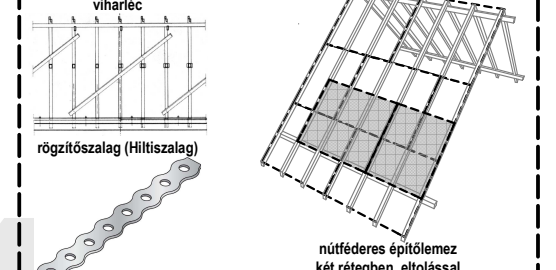 viharléc
rögzítőszalag (Hiltiszalag)
nútféderes építőlemez
két rétegben, eltolással